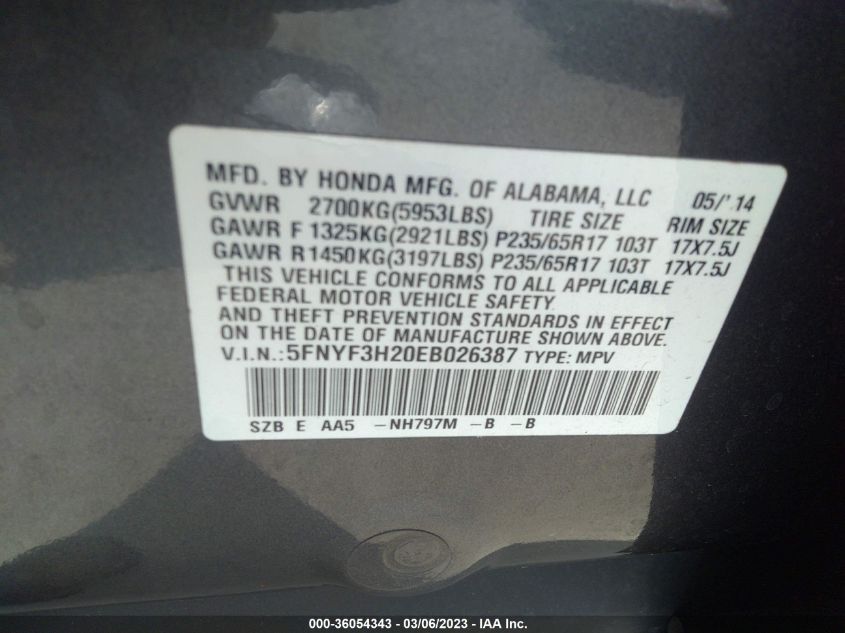 MFD. BY HONDA MFG. OF ALABAMA, LLC 05/'14
GVWR 2700KG(5953LBS) TIRE SIZE RIM SIZE
GAWR F 1325KG(2921LBS) P235/65R17 103T 17X7.5J
GAWR R1450KG(3197LBS) P235/65R17 103T 17X7.5J
THIS VEHICLE CONFORMS TO ALL APPLICABLE
FEDERAL MOTOR VEHICLE SAFETY
AND THEFT PREVENTION STANDARDS IN EFFECT
ON THE DATE OF MANUFACTURE SHOWN ABOVE.
V.I.N.:5FNYF3H20EB026387 TYPE: MPV
SZB E AA5 -NH797M -B -B
000-36054343 - 03/06/2023 - IAA Inc.